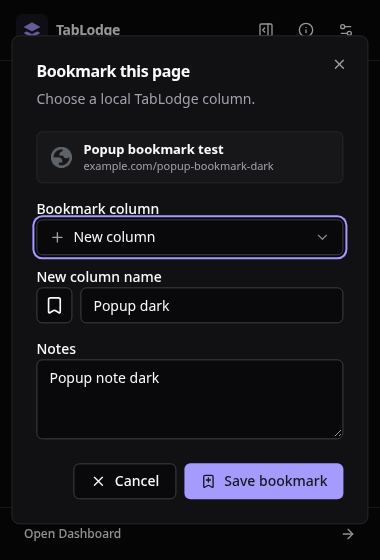 TabLodge
Bookmark this page
Choose a local TabLodge column.
Popup bookmark test
example.com/popup-bookmark-dark
Bookmark column
New column
New column name
Popup dark
Notes
Popup note dark
Cancel
Save bookmark
Open Dashboard